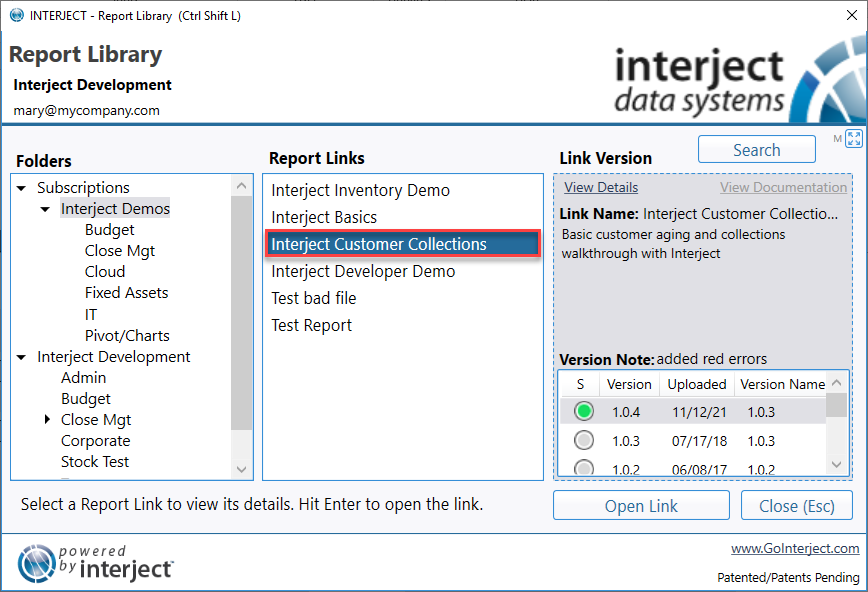 INTERJECT - Report Library (Ctrl Shift L)
Report Library
Interject Development
mary@mycompany.com
interject
data systems
M
Search
Folders
Subscriptions
Interject Demos
Budget
Close Mgt
Cloud
Fixed Assets
IT
Pivot/Charts
Interject Development
Admin
Budget
Close Mgt
Corporate
Stock Test
Report Links
Interject Inventory Demo
Interject Basics
Interject Customer Collections
Interject Developer Demo
Test bad file
Test Report
Link Version
View Details View Documentation
Link Name: Interject Customer Collectio...
Basic customer aging and collections
walkthrough with Interject
Version Note: added red errors
S Version Uploaded Version Name
1.0.4 11/12/21 1.0.3
1.0.3 07/17/18 1.0.3
1.0.2 06/08/17 1.0.2
Select a Report Link to view its details. Hit Enter to open the link.
Open Link
Close (Esc)
powered
by interject
www.GoInterject.com
Patented/Patents Pending